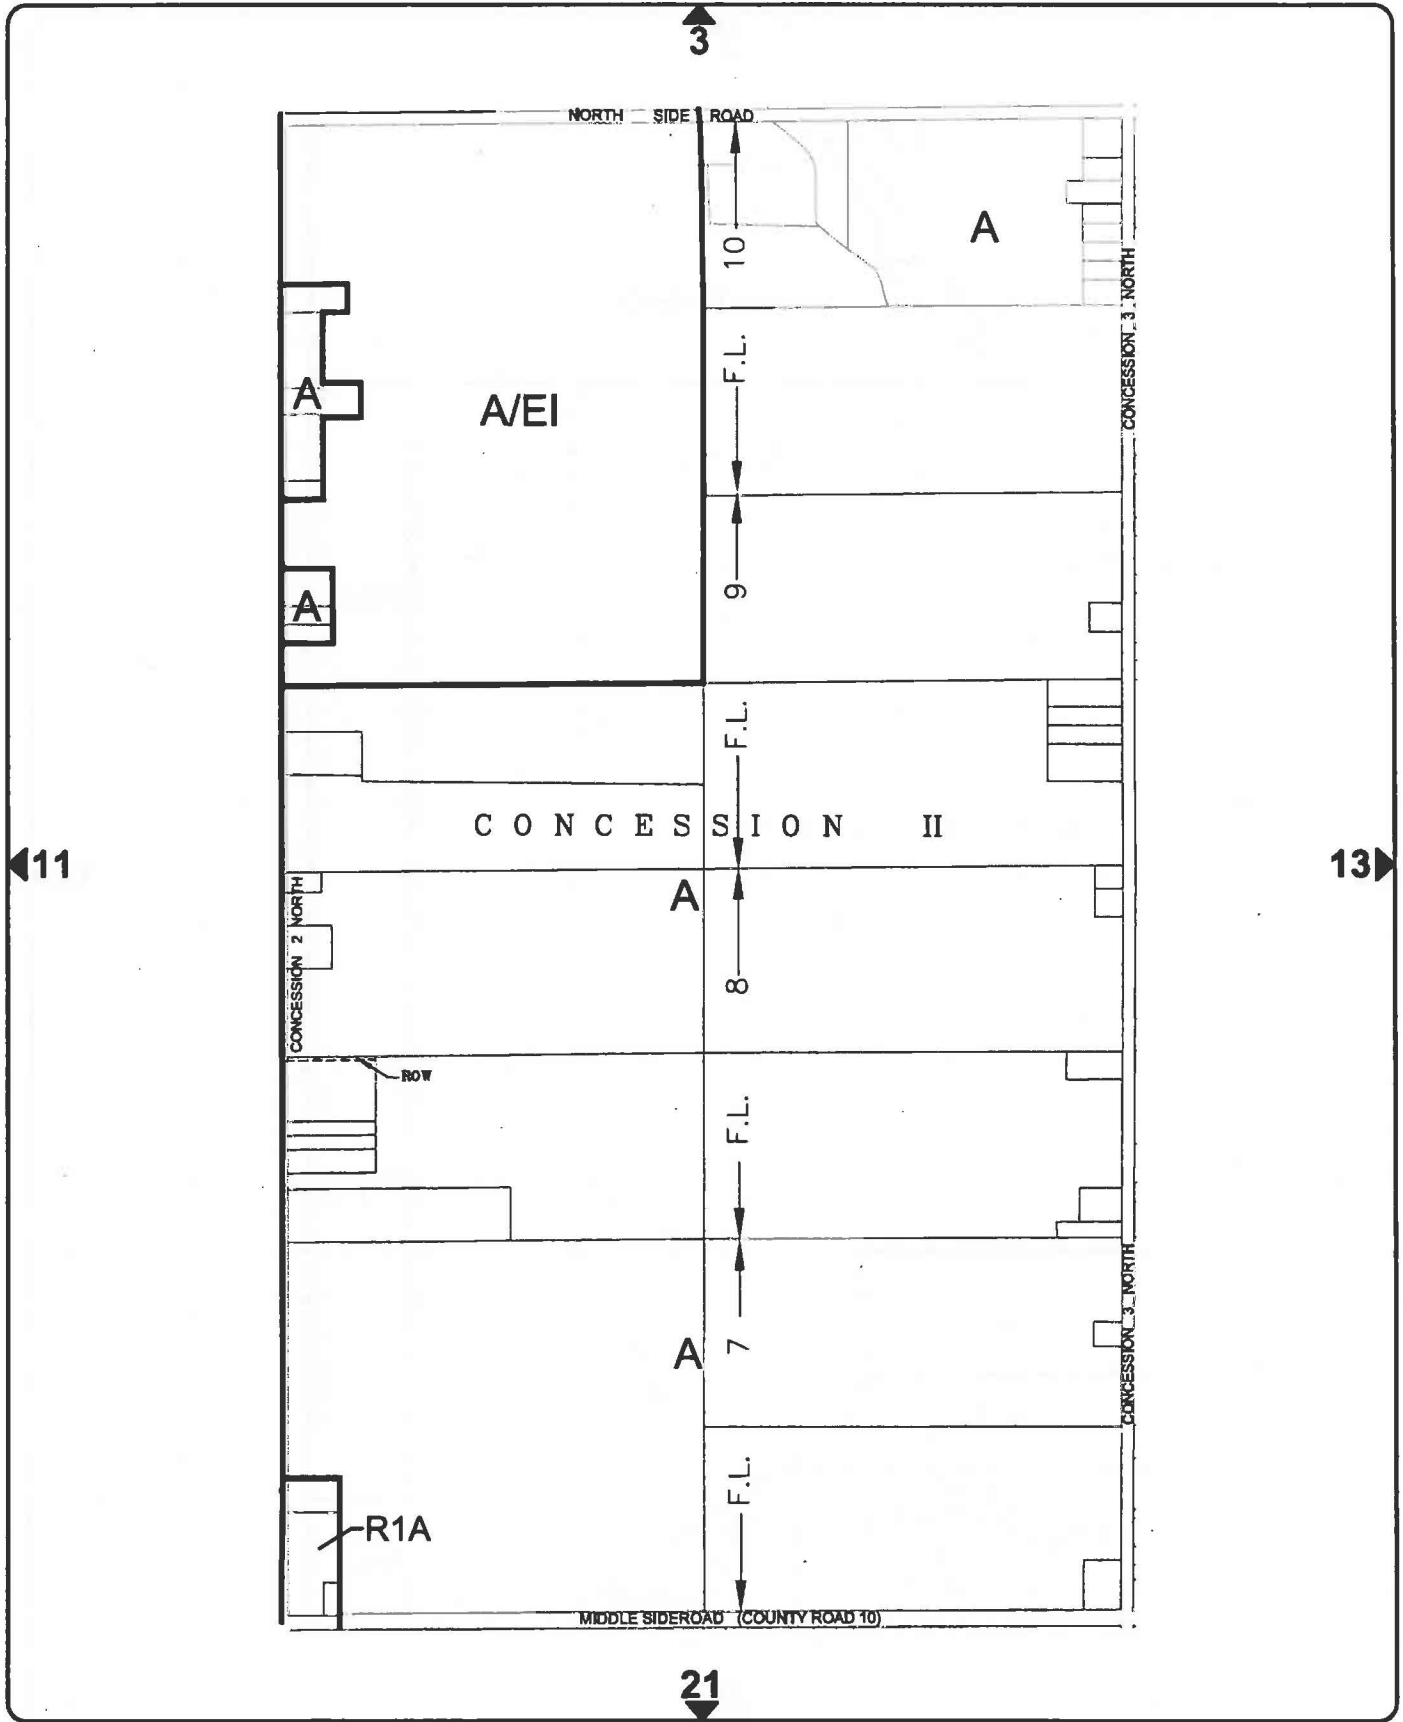 3
NORTH SIDE ROAD
10
A
CONCESSION 3 NORTH
F.L.
A
A/EI
9
A
F.L.
CONCESSION II
11
13
A
CONCESSION 2 NORTH
8
ROW
F.L.
A
7
CONCESSION 3 NORTH
F.L.
R1A
MIDDLE SIDEROAD (COUNTY ROAD 10)
21